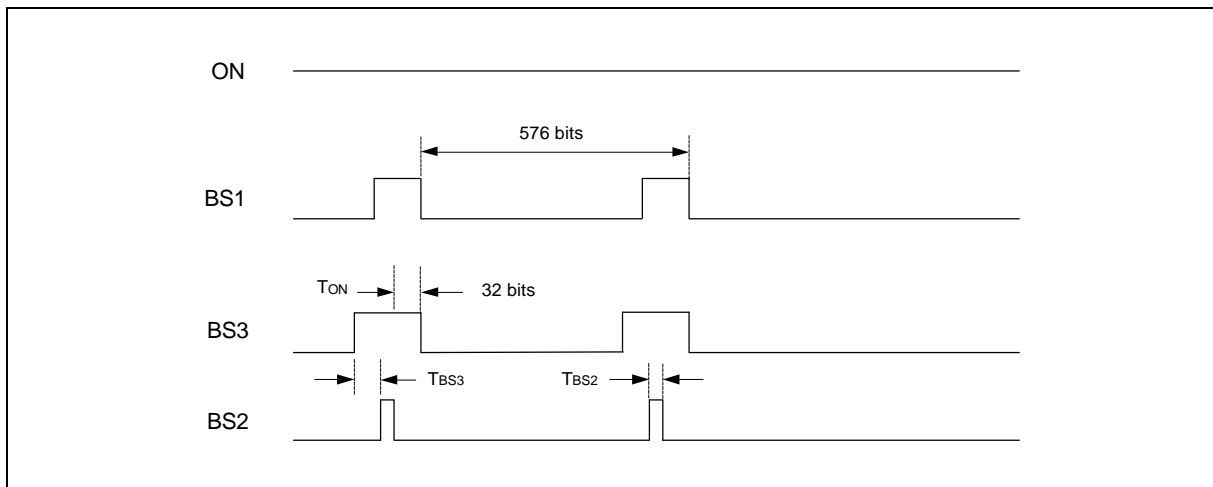 ON
576 bits
BS1
TON
32 bits
BS3
TBS3
TBS2
BS2